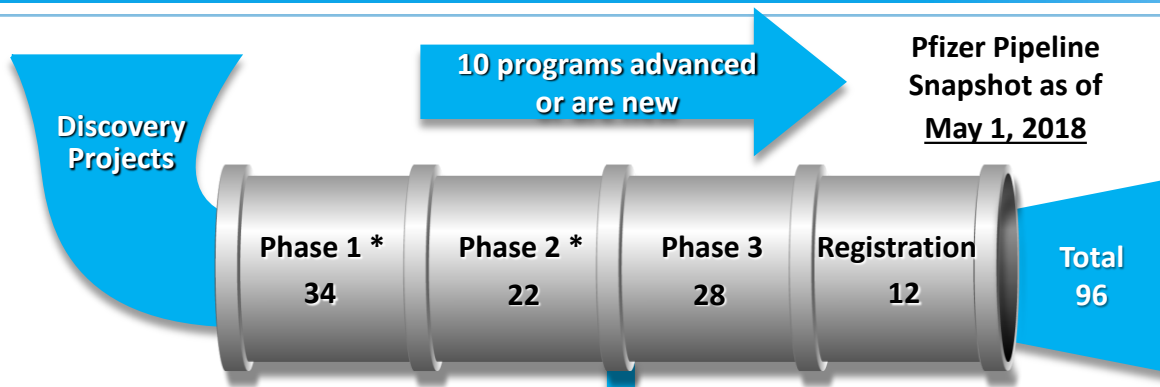 10 programs advanced
or are new
Pfizer Pipeline
Snapshot as of
May 1, 2018
Discovery
Projects
Phase 1 *
34
Phase 2 *
22
Phase 3
28
Registration
12
Total
96